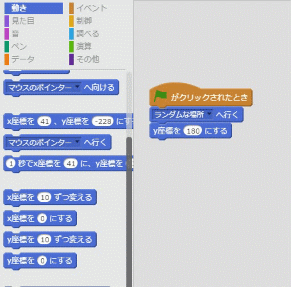 動き
イベント
見た目
制御
音
調べる
ペン
演算
データ
その他
マウスのポインター へ向ける
x座標を 41 、y座標を -228 にす
マウスのポインター へ行く
1 秒でx座標を 41 に、y座標を
x座標を 10 ずつ変える
x座標を 0 にする
y座標を 10 ずつ変える
y座標を 0 にする
がクリックされたとき
ランダムな場所 へ行く
y座標を 180 にする